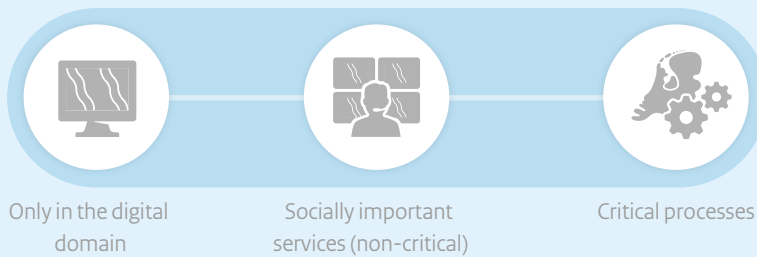 Only in the digital
domain
Socially important
services (non-critical)
Critical processes